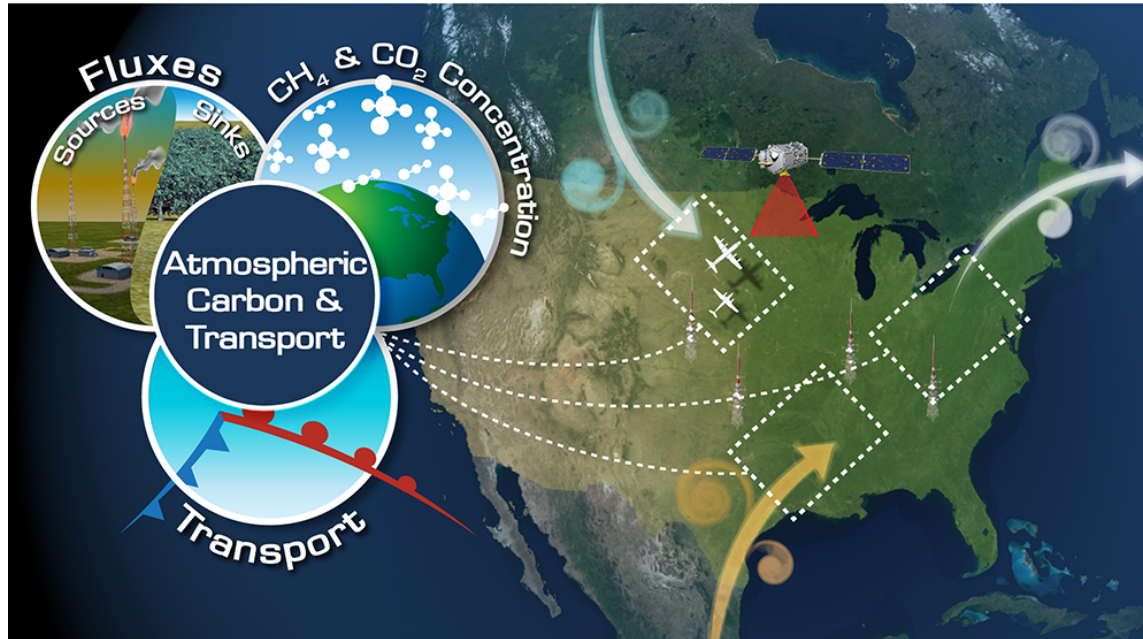 Fluxes
Sources
Sinks
CH₄ & CO₂ Concentration
Atmospheric
Carbon &
Transport
Transport